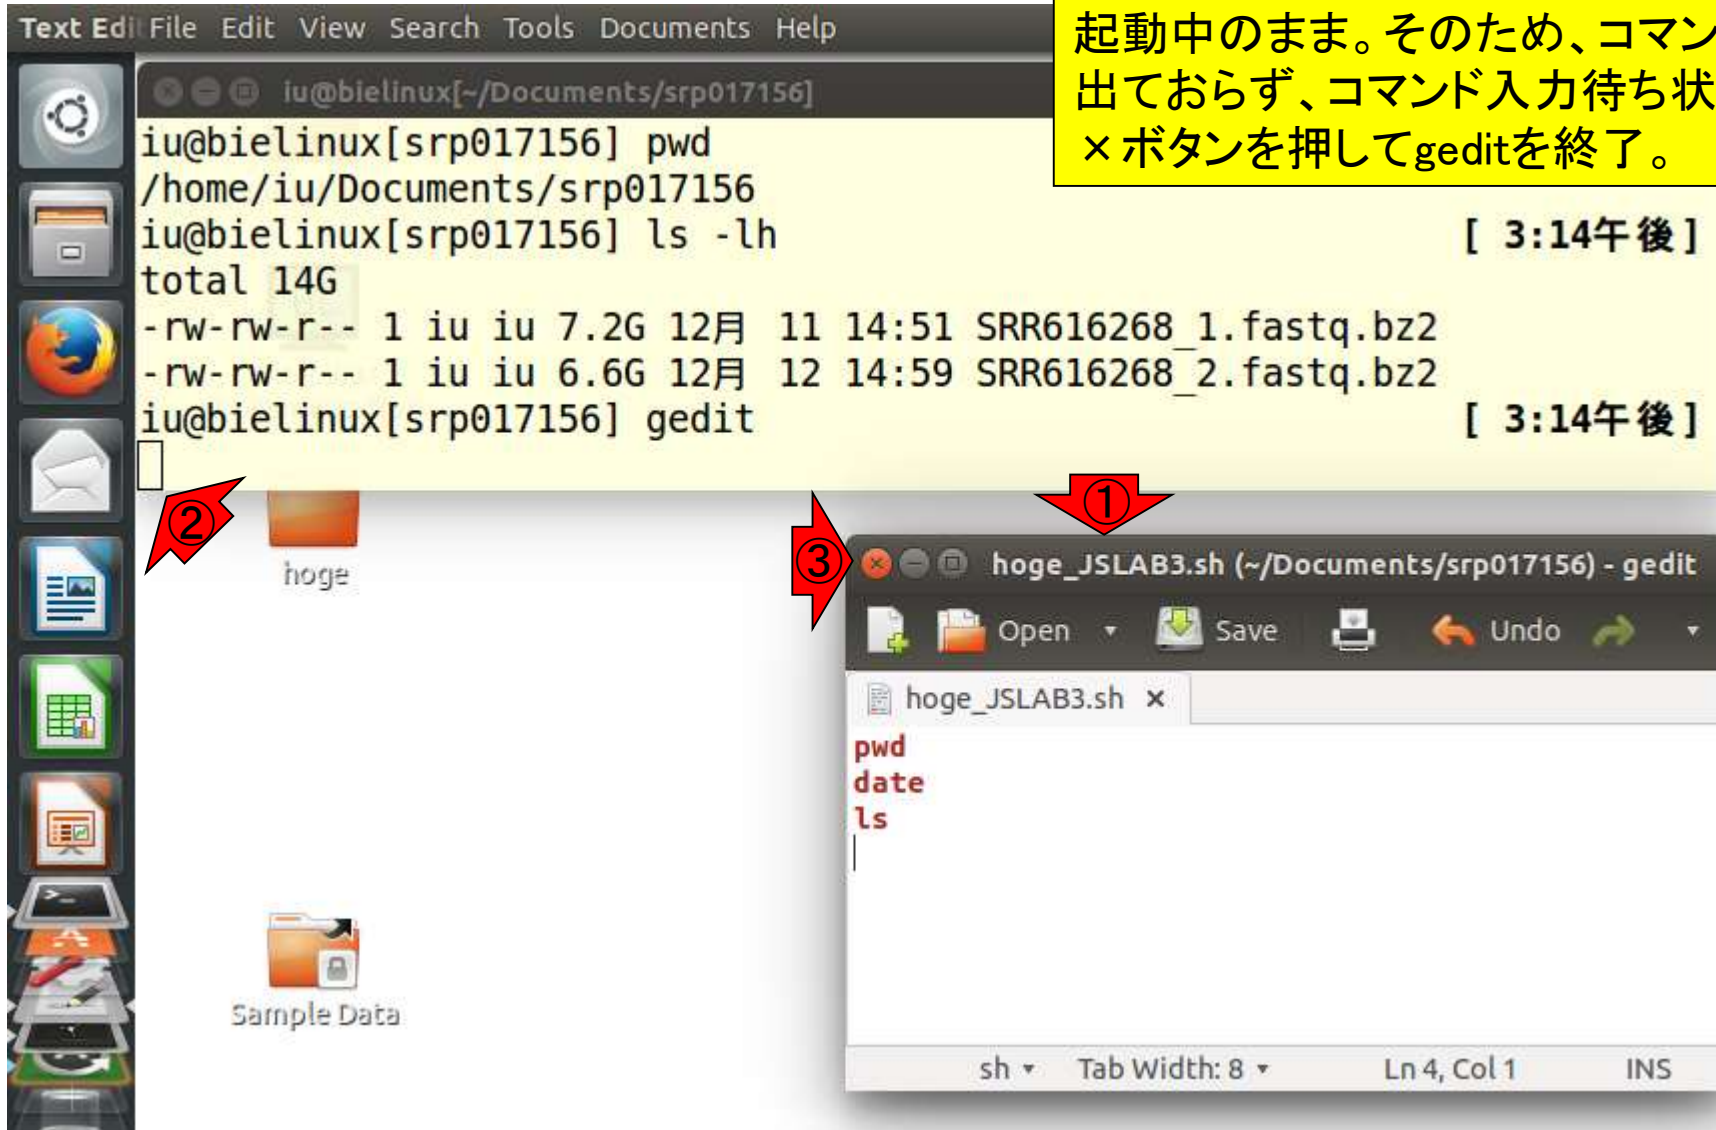 Text Edi File Edit View Search Tools Documents Help
起動中のまま。そのため、コマン
出ておらず、コマンド入力待ち状
×ボタンを押してgeditを終了。
iu@bielinux[~/Documents/srp017156]
iu@bielinux[srp017156] pwd
/home/iu/Documents/srp017156
iu@bielinux[srp017156] ls -lh [ 3:14午後]
total 14G
-rw-rw-r-- 1 iu iu 7.2G 12月 11 14:51 SRR616268_1.fastq.bz2
-rw-rw-r-- 1 iu iu 6.6G 12月 12 14:59 SRR616268_2.fastq.bz2
iu@bielinux[srp017156] gedit [ 3:14午後]
②
①
③
hoge
hoge_JSLAB3.sh (~/Documents/srp017156) - gedit
Open Save Undo
hoge_JSLAB3.sh ×
pwd
date
ls
Sample Data
sh Tab Width: 8 Ln 4, Col 1 INS